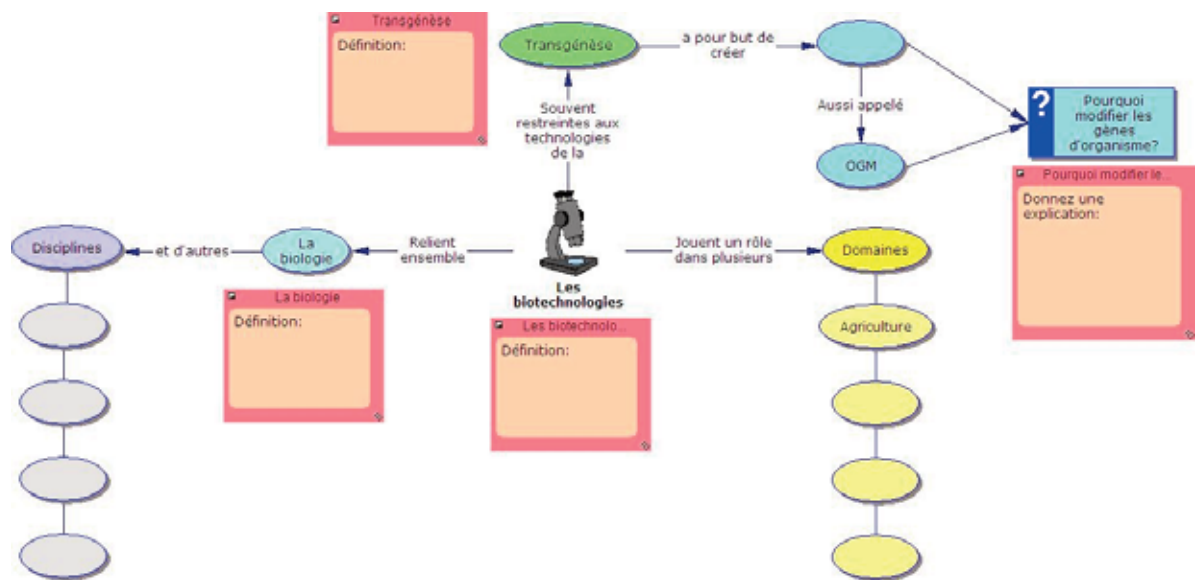 Transgénèse
Définition:
Transgénèse
a pour but de
créer
Aussi appelé
OGM
?
Pourquoi
modifier les
gènes
d'organisme?
Pourquoi modifier le...
Donnez une
explication:
Souvent
restreintes aux
technologies
de la
Disciplines
et d'autres
La
biologie
Relient
ensemble
Les
biotechnologies
Jouent un rôle
dans plusieurs
Domaines
La biologie
Définition:
Les biotechnolo...
Définition:
Agriculture